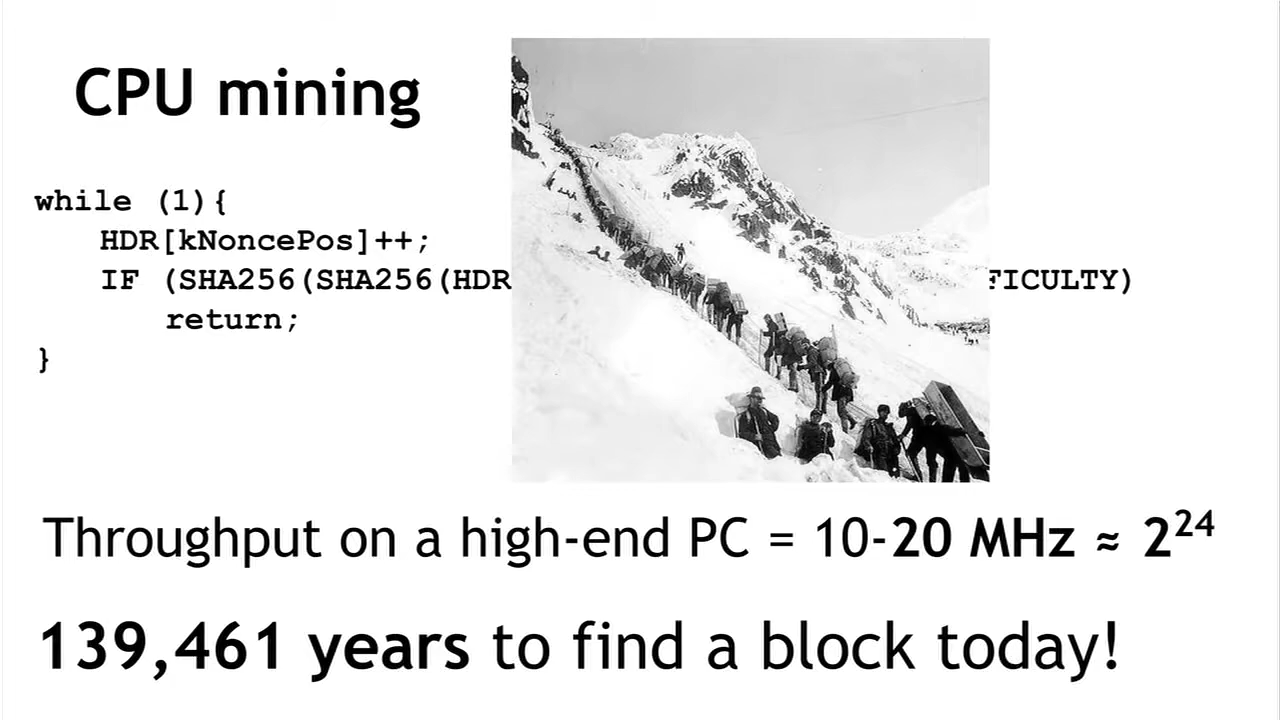 CPU mining
while (1){
HDR[kNoncePos]++;
IF (SHA256(SHA256(HDR FICULTY)
return;
}
Throughput on a high-end PC = 10-20 MHz ≈ 2²⁴
139,461 years to find a block today!